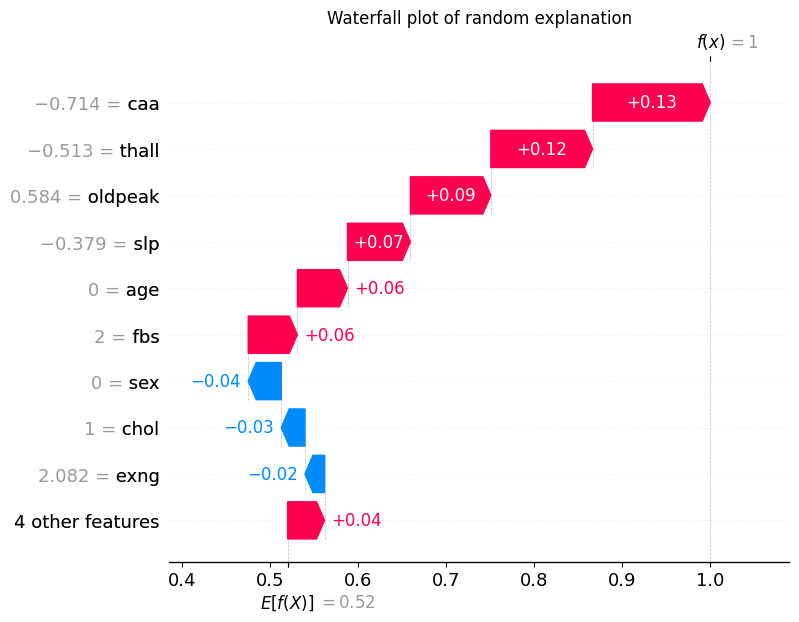 Waterfall plot of random explanation
f(x) = 1
−0.714 = caa
+0.13
−0.513 = thall
+0.12
0.584 = oldpeak
+0.09
−0.379 = slp
+0.07
0 = age
+0.06
2 = fbs
+0.06
0 = sex
−0.04
1 = chol
−0.03
2.082 = exng
−0.02
4 other features
+0.04
0.4 0.5 0.6 0.7 0.8 0.9 1.0
E[f(X)] = 0.52